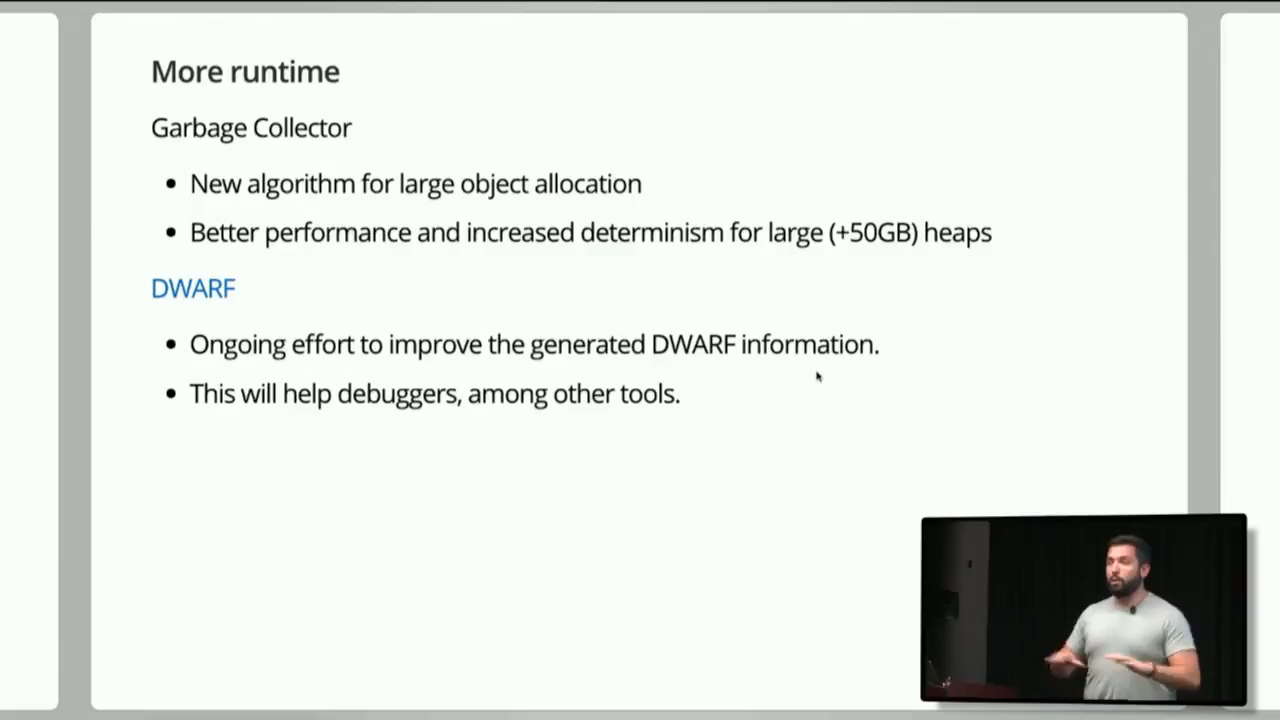 More runtime
Garbage Collector
• New algorithm for large object allocation
• Better performance and increased determinism for large (+50GB) heaps
DWARF
• Ongoing effort to improve the generated DWARF information.
• This will help debuggers, among other tools.